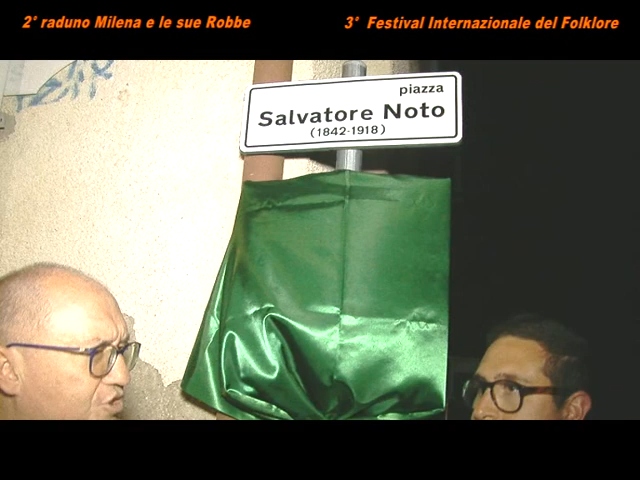 2° raduno Milena e le sue Robbe
3° Festival Internazionale del Folklore
piazza
Salvatore Noto
(1842-1918)